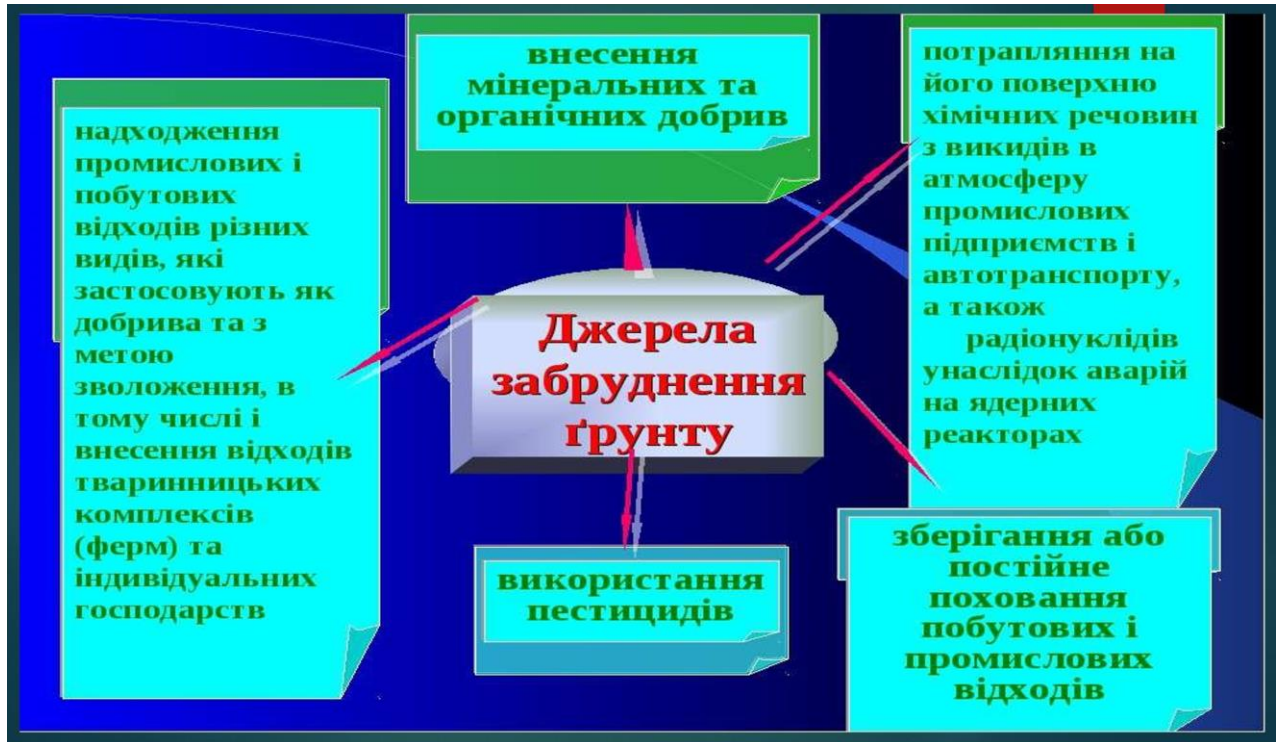 внесення
мінеральних та
органічних добрив
потрапляння на
його поверхню
хімічних речовин
з викидів в
атмосферу
промислових
підприємств і
автотранспорту,
а також
радіонуклідів
унаслідок аварій
на ядерних
реакторах
надходження
промислових і
побутових
відходів різних
видів, які
застосовують як
добрива та з
метою
зволоження, в
тому числі і
внесення відходів
тваринницьких
комплексів
(ферм) та
індивідуальних
господарств
Джерела
забруднення
ґрунту
використання
пестицидів
зберігання або
постійне
поховання
побутових і
промислових
відходів